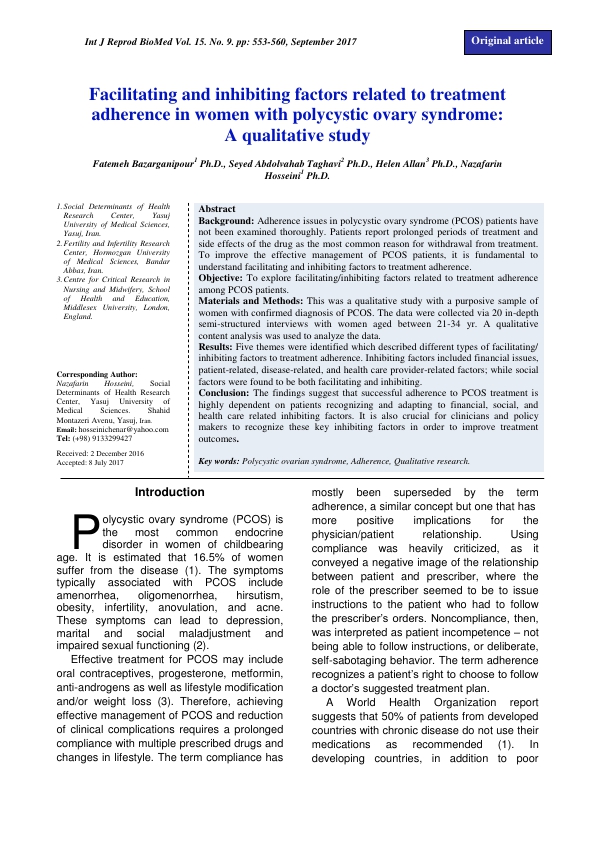 Int J Reprod BioMed Vol. 15. No. 9. pp: 553-560, September 2017
Original article
Facilitating and inhibiting factors related to treatment
adherence in women with polycystic ovary syndrome:
A qualitative study
Fatemeh Bazarganipour1 Ph.D., Seyed Abdolvahab Taghavi2 Ph.D., Helen Allan3 Ph.D., Nazafarin
Hosseini1 Ph.D.
1.Social Determinants of Health
Research Center, Yasuj
University of Medical Sciences,
Yasuj, Iran.
2.Fertility and Infertility Research
Center, Hormozgan University
of Medical Sciences, Bandar
Abbas, Iran.
3.Centre for Critical Research in
Nursing and Midwifery, School
of Health and Education,
Middlesex University, London,
England.
Corresponding Author:
Nazafarin Hosseini, Social
Determinants of Health Research
Center, Yasuj University of
Medical Sciences. Shahid
Montazeri Avenu, Yasuj, Iran.
Email: hosseinichenar@yahoo.com
Tel: (+98) 9133299427
Received: 2 December 2016
Accepted: 8 July 2017
Abstract
Background: Adherence issues in polycystic ovary syndrome (PCOS) patients have
not been examined thoroughly. Patients report prolonged periods of treatment and
side effects of the drug as the most common reason for withdrawal from treatment.
To improve the effective management of PCOS patients, it is fundamental to
understand facilitating and inhibiting factors to treatment adherence.
Objective: To explore facilitating/inhibiting factors related to treatment adherence
among PCOS patients.
Materials and Methods: This was a qualitative study with a purposive sample of
women with confirmed diagnosis of PCOS. The data were collected via 20 in-depth
semi-structured interviews with women aged between 21-34 yr. A qualitative
content analysis was used to analyze the data.
Results: Five themes were identified which described different types of facilitating/
inhibiting factors to treatment adherence. Inhibiting factors included financial issues,
patient-related, disease-related, and health care provider-related factors; while social
factors were found to be both facilitating and inhibiting.
Conclusion: The findings suggest that successful adherence to PCOS treatment is
highly dependent on patients recognizing and adapting to financial, social, and
health care related inhibiting factors. It is also crucial for clinicians and policy
makers to recognize these key inhibiting factors in order to improve treatment
outcomes.
Key words: Polycystic ovarian syndrome, Adherence, Qualitative research.
Introduction
Polycystic ovary syndrome (PCOS) is
the most common endocrine
disorder in women of childbearing
age. It is estimated that 16.5% of women
suffer from the disease (1). The symptoms
typically associated with PCOS include
amenorrhea, oligomenorrhea, hirsutism,
obesity, infertility, anovulation, and acne.
These symptoms can lead to depression,
marital and social maladjustment and
impaired sexual functioning (2).
Effective treatment for PCOS may include
oral contraceptives, progesterone, metformin,
anti-androgens as well as lifestyle modification
and/or weight loss (3). Therefore, achieving
effective management of PCOS and reduction
of clinical complications requires a prolonged
compliance with multiple prescribed drugs and
changes in lifestyle. The term compliance has
mostly been superseded by the term
adherence, a similar concept but one that has
more positive implications for the
physician/patient relationship. Using
compliance was heavily criticized, as it
conveyed a negative image of the relationship
between patient and prescriber, where the
role of the prescriber seemed to be to issue
instructions to the patient who had to follow
the prescriber's orders. Noncompliance, then,
was interpreted as patient incompetence – not
being able to follow instructions, or deliberate,
self-sabotaging behavior. The term adherence
recognizes a patient's right to choose to follow
a doctor's suggested treatment plan.
A World Health Organization report
suggests that 50% of patients from developed
countries with chronic disease do not use their
medications as recommended (1). In
developing countries, in addition to poor